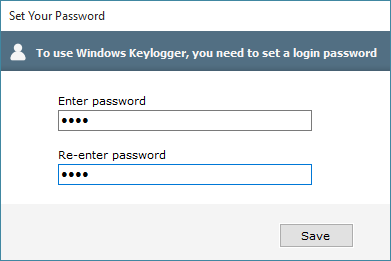 Set Your Password
To use Windows Keylogger, you need to set a login password
Enter password
••••
Re-enter password
••••
Save